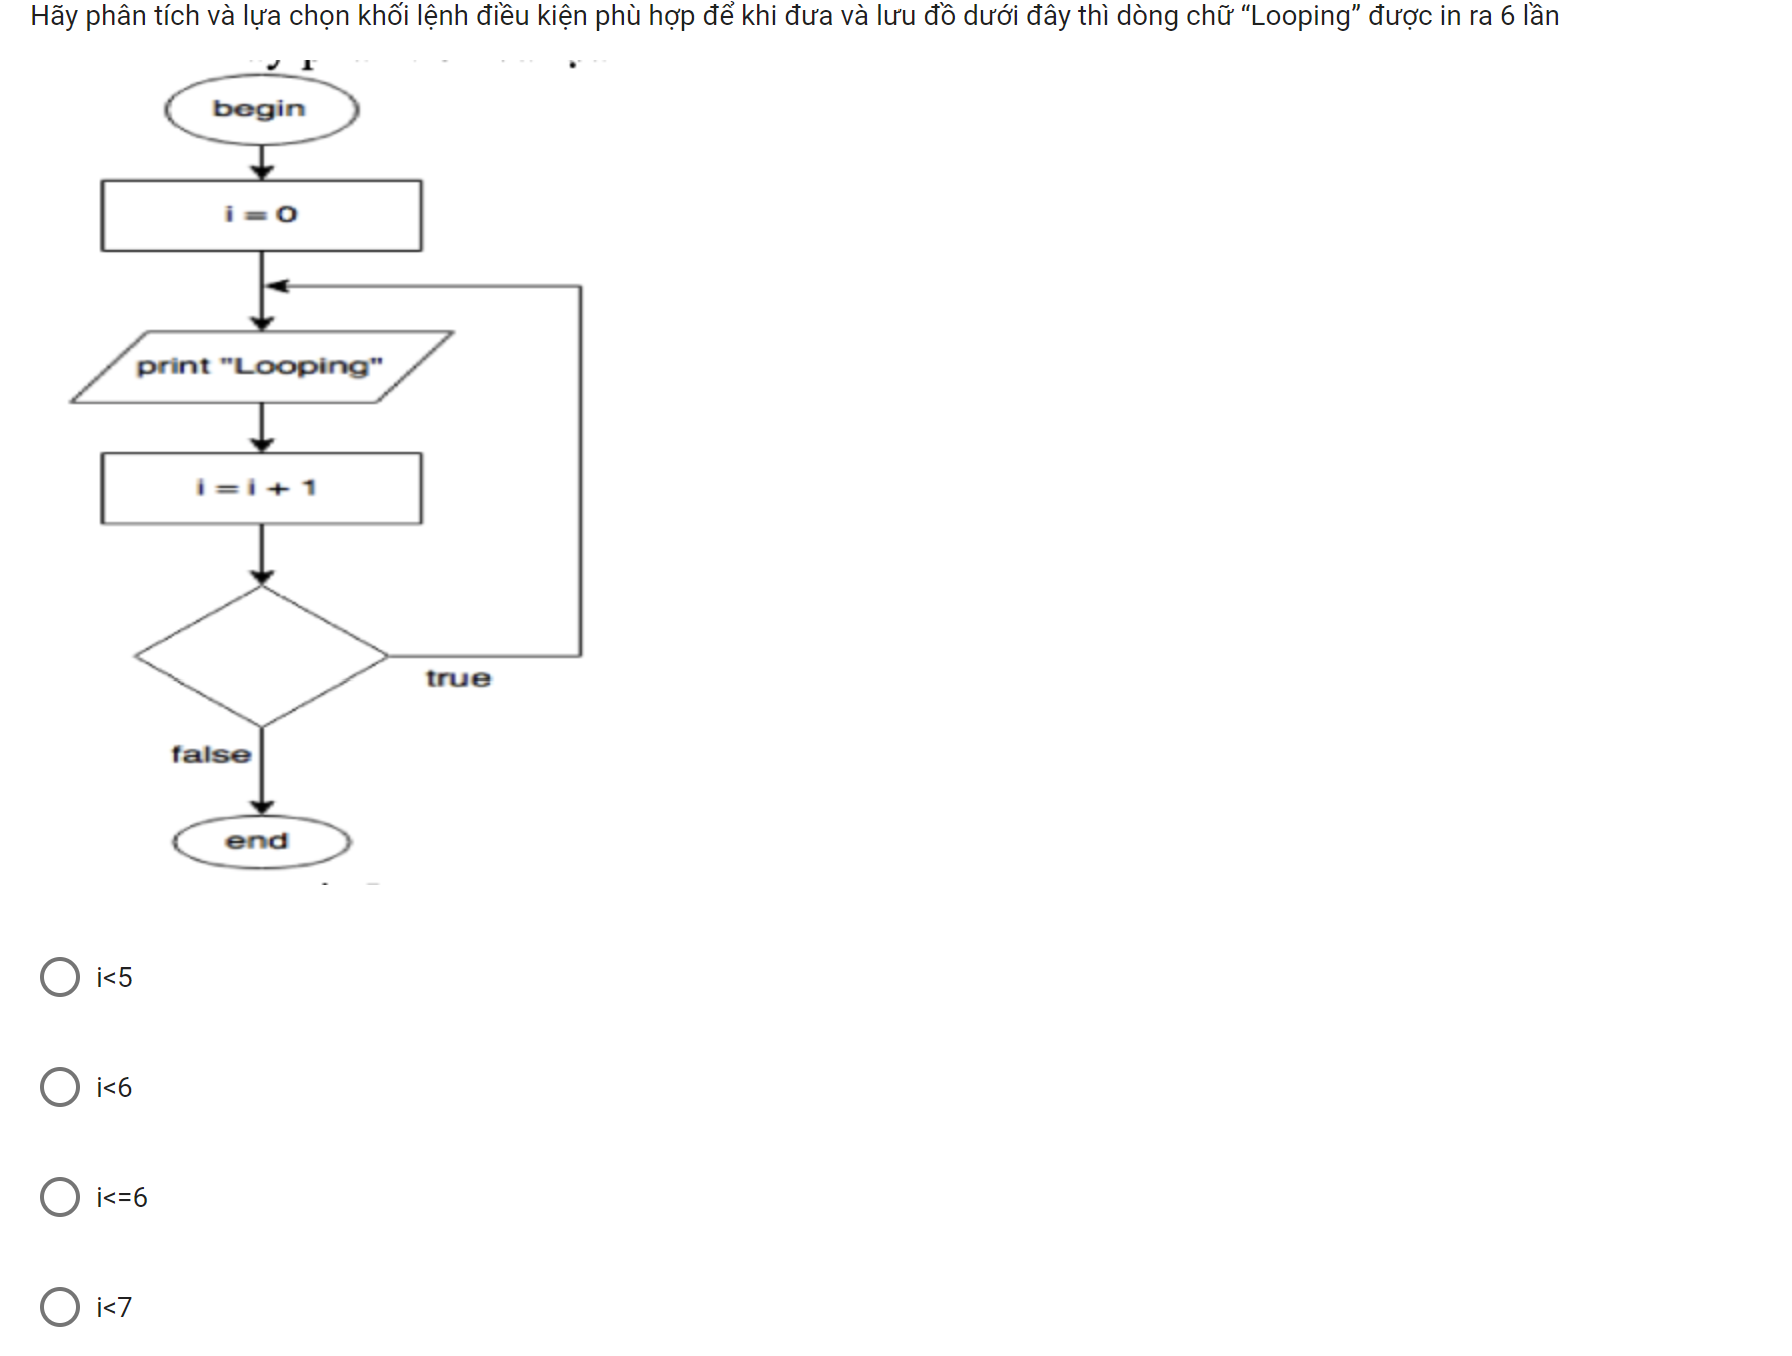 Hãy phân tích và lựa chọn khối lệnh điều kiện phù hợp để khi đưa và lưu đồ dưới đây thì dòng chữ “Looping” được in ra 6 lần
begin
i = 0
print "Looping"
i = i + 1
true
false
end
i<5
i<6
i<=6
i<7